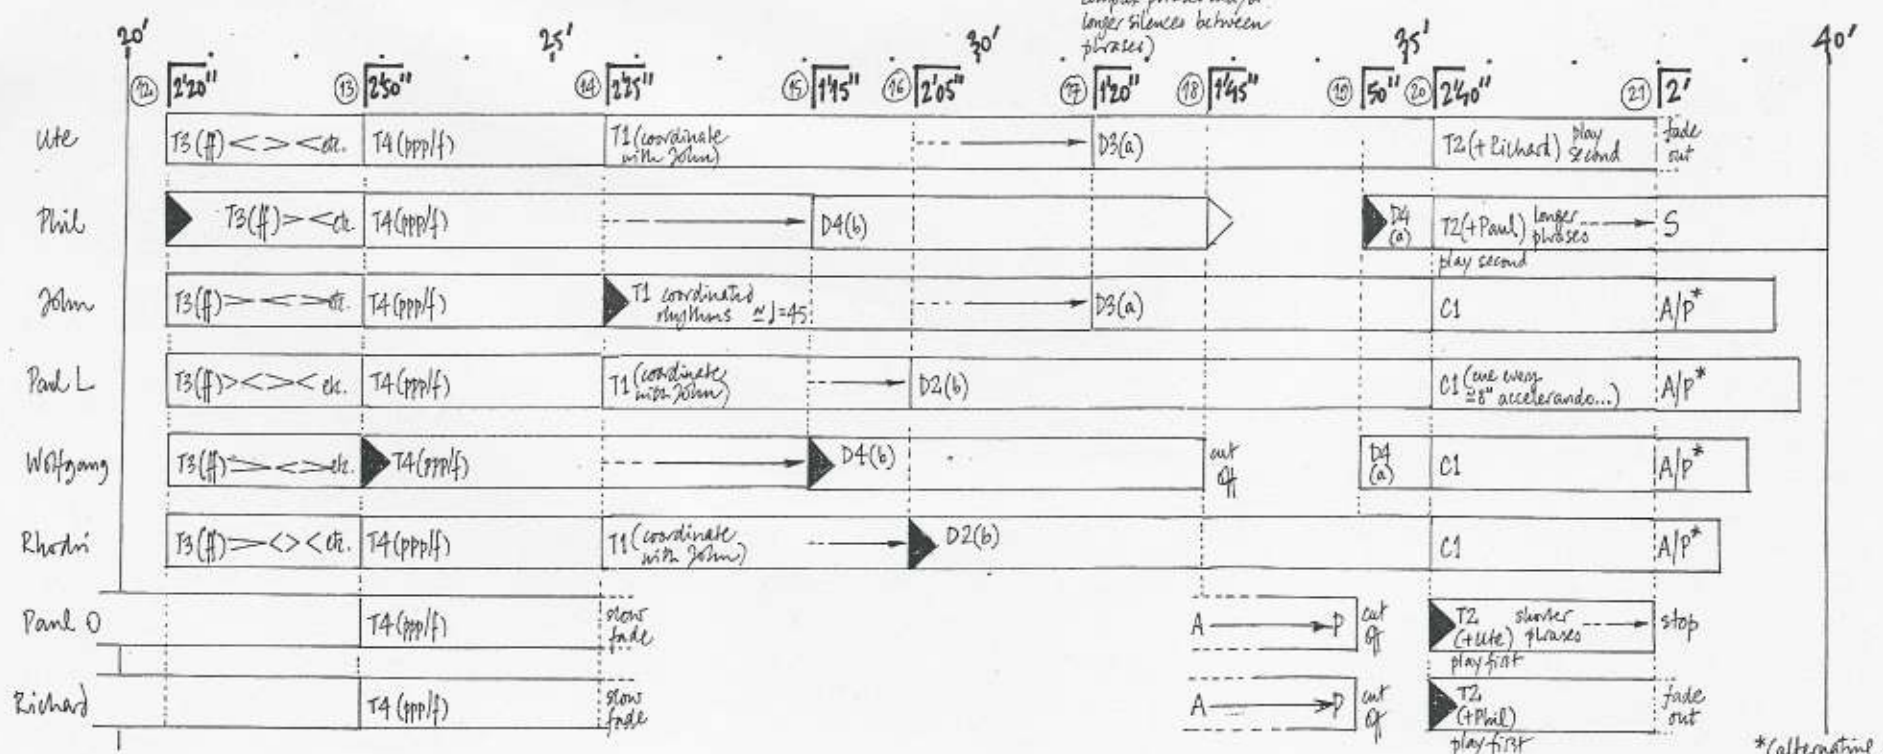 longer silences between
phrases)
20' 25' 30' 35' 40'
12 2'20" 13 2'50" 14 2'25" 15 1'15" 16 2'05" 17 1'20" 18 1'45" 19 50" 20 2'40" 21 2'
Ute T3(ff) < > < etc. T4(ppp/f) T1(coordinate D3(a) T2(+Richard) play fade
with John) second out
Phil T3(ff) > < etc. T4(ppp/f) D4(b) D4 T2(+Paul) longer S
(a) phrases
play second
John T3(ff) > < > etc. T4(ppp/f) T1 coordinated D3(a) C1 A/P*
rhythms ≃♩=45
Paul L T3(ff) > < > < etc. T4(ppp/f) T1(coordinate D2(b) C1(cue every A/P*
with John) ≃8" accelerando...)
Wolfgang T3(ff) > < > etc. T4(ppp/f) D4(b) cut D4 C1 A/P*
off (a)
Rhodri T3(ff) > < > < etc. T4(ppp/f) T1(coordinate D2(b) C1 A/P*
with John)
Paul O T4(ppp/f) slow A P cut T2 shorter stop
fade off (+Ute) phrases
play first
Richard T4(ppp/f) slow A P cut T2 fade
fade off (+Phil) out
play first
*(alternative